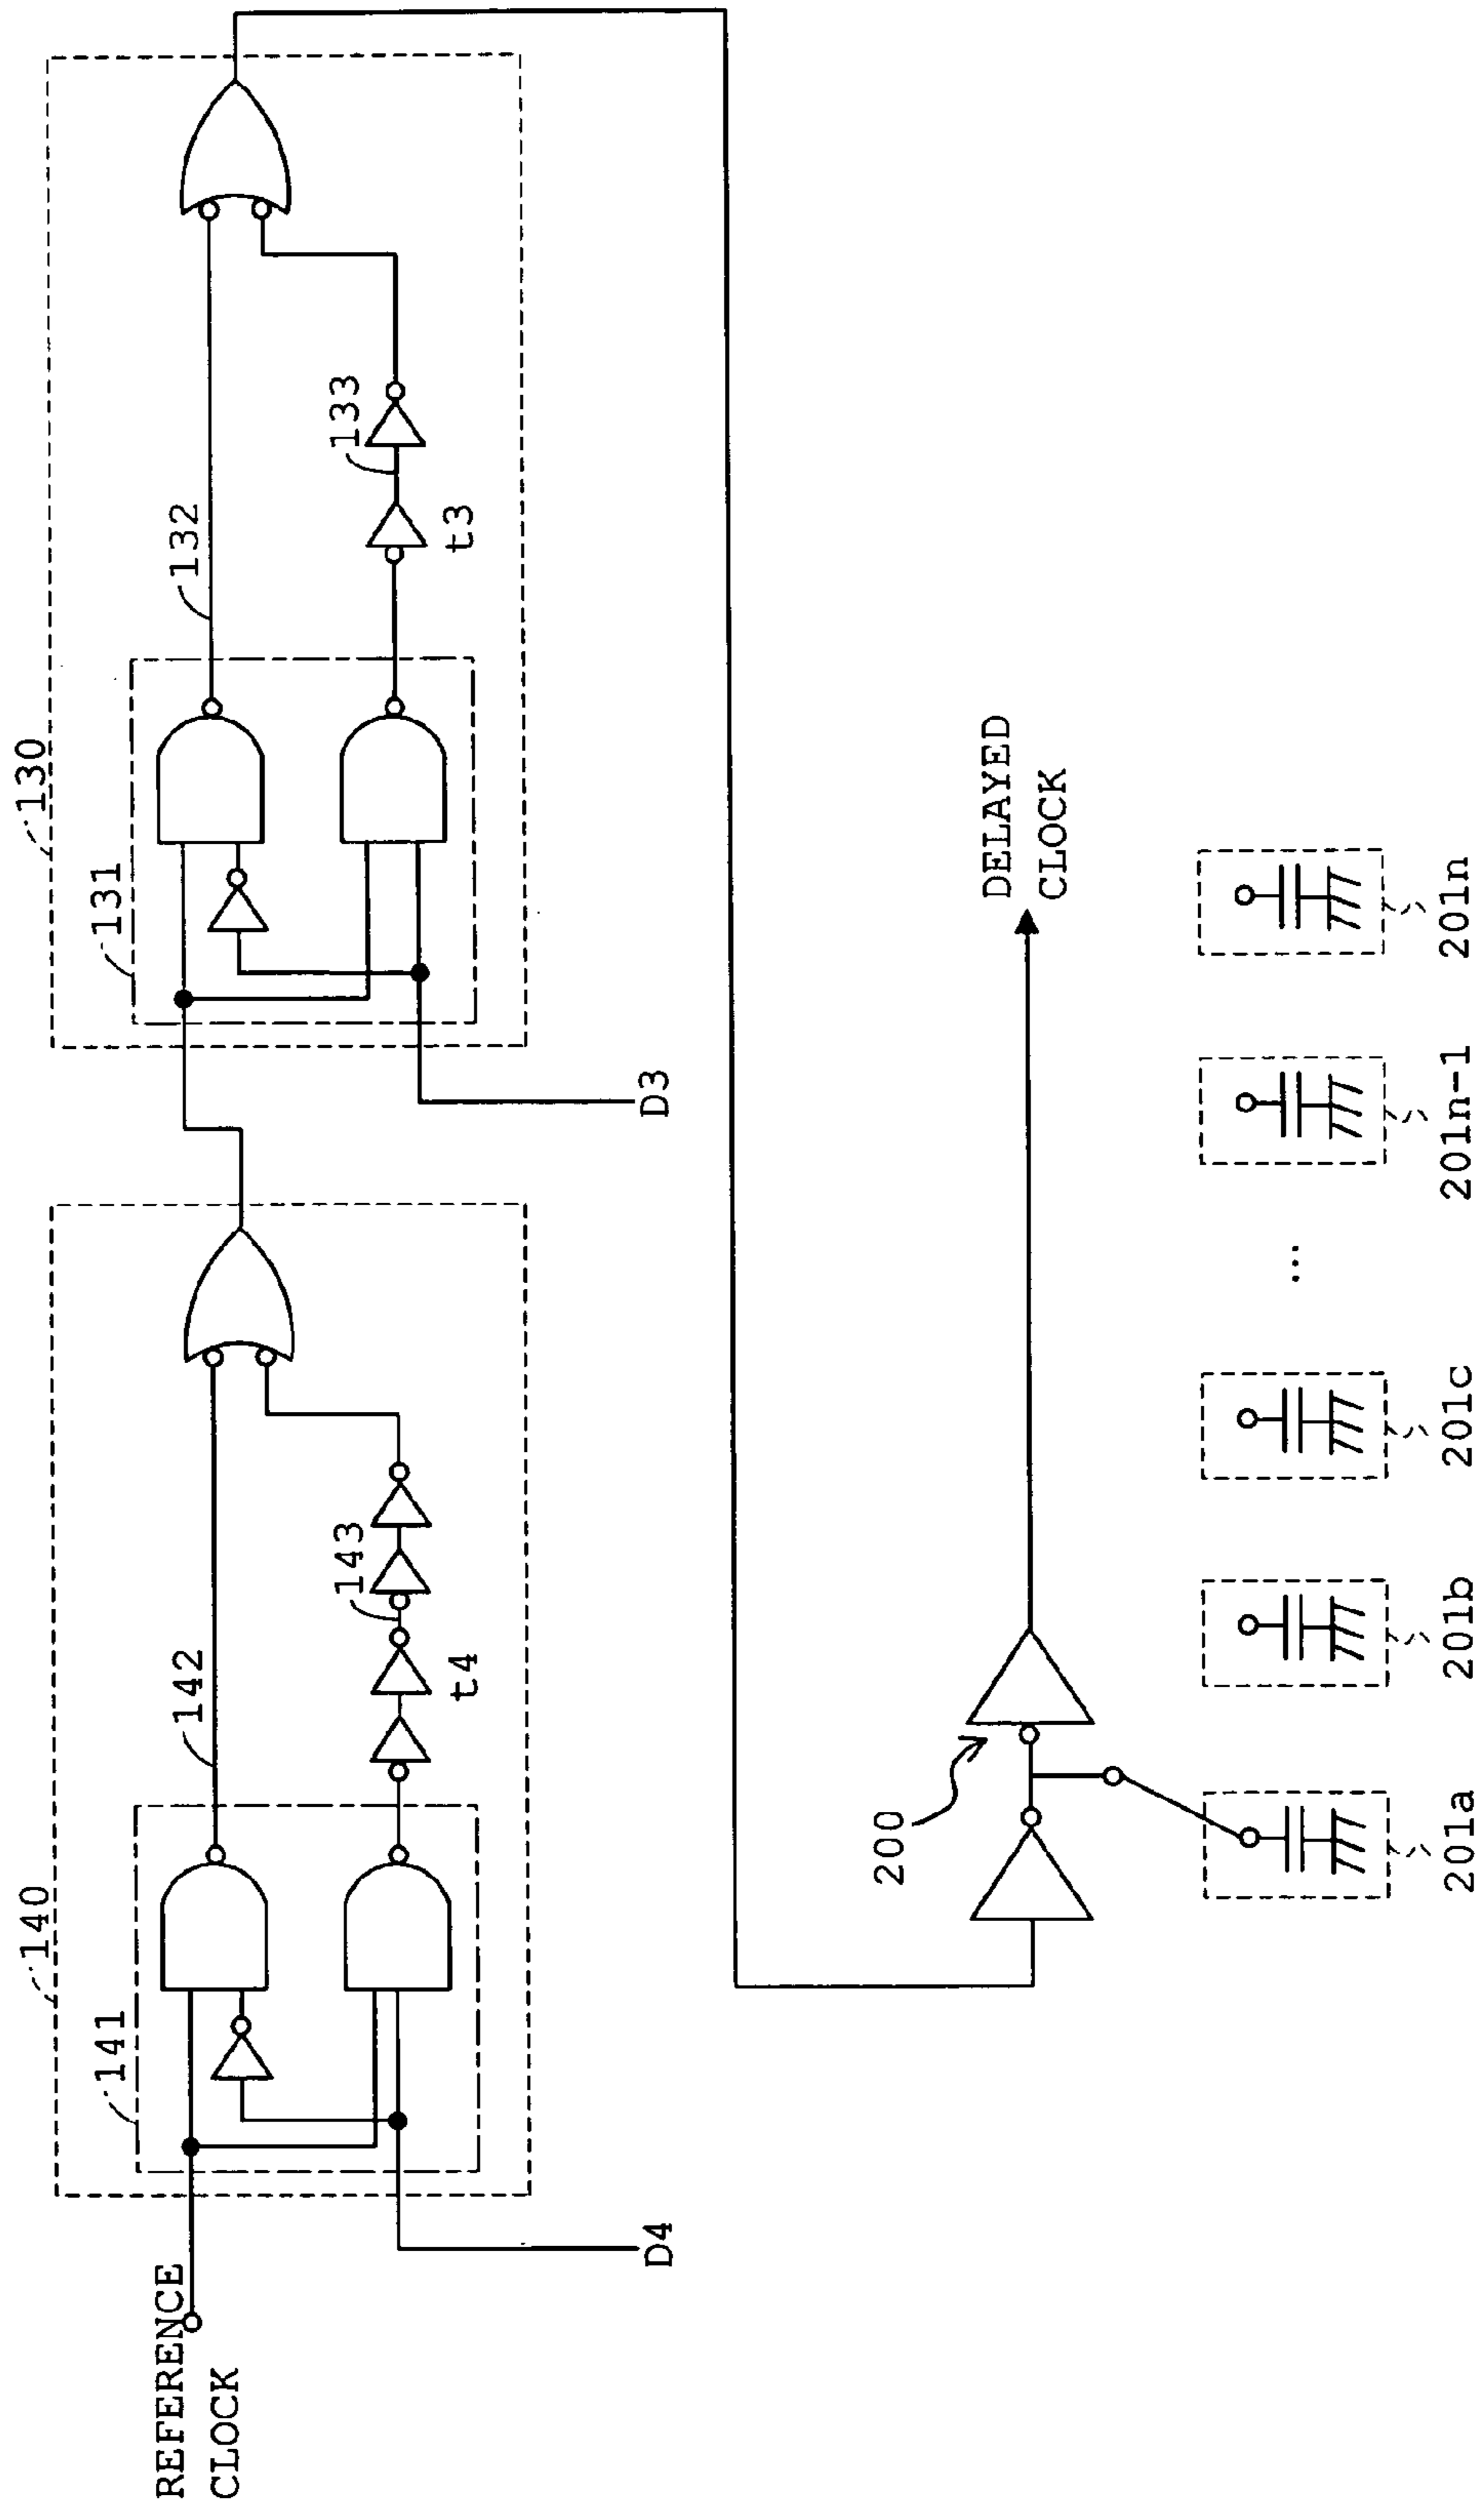 REFERENCE
CLOCK
140
141
142
143
t4
D4
130
131
132
133
t3
D3
200
DELAYED
CLOCK
201a
201b
201c
...
201n-1
201n